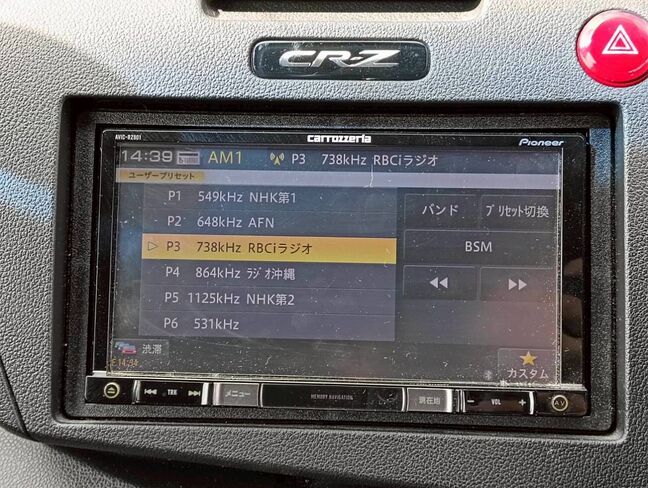 CR-Z
AVIC-RZ901
carrozzeria
Pioneer
14:39 AM1 P3 738kHz RBCiラジオ
ユーザープリセット
P1 549kHz NHK第1
P2 648kHz AFN
P3 738kHz RBCiラジオ
P4 864kHz ラジオ沖縄
P5 1125kHz NHK第2
P6 531kHz
バンド プリセット切換
BSM
渋滞
14:34
カスタム
TRK メニュー MEMORY NAVIGATION 現在地 - VOL + A.V